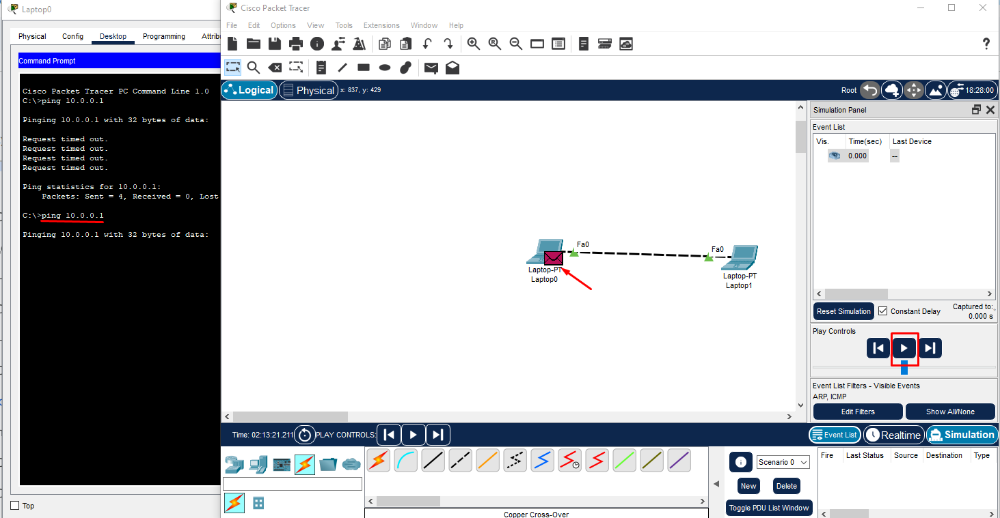 Laptop0
Physical Config Desktop Programming Attribu
Command Prompt
Cisco Packet Tracer PC Command Line 1.0
C:\>ping 10.0.0.1
Pinging 10.0.0.1 with 32 bytes of data:
Request timed out.
Request timed out.
Request timed out.
Request timed out.
Ping statistics for 10.0.0.1:
Packets: Sent = 4, Received = 0, Lost
C:\>ping 10.0.0.1
Pinging 10.0.0.1 with 32 bytes of data:
Top
Cisco Packet Tracer
File Edit Options View Tools Extensions Window Help
?
Logical Physical x: 837, y: 429
Root 18:28:00
Fa0
Fa0
Laptop-PT
Laptop0
Laptop-PT
Laptop1
Simulation Panel
Event List
Vis. Time(sec) Last Device
0.000 --
Reset Simulation Constant Delay
Captured to:
0.000 s
Play Controls
Event List Filters - Visible Events
ARP, ICMP
Edit Filters Show All/None
Time: 02:13:21.211 PLAY CONTROLS:
Event List Realtime Simulation
Copper Cross-Over
Scenario 0
New Delete
Toggle PDU List Window
Fire Last Status Source Destination Type